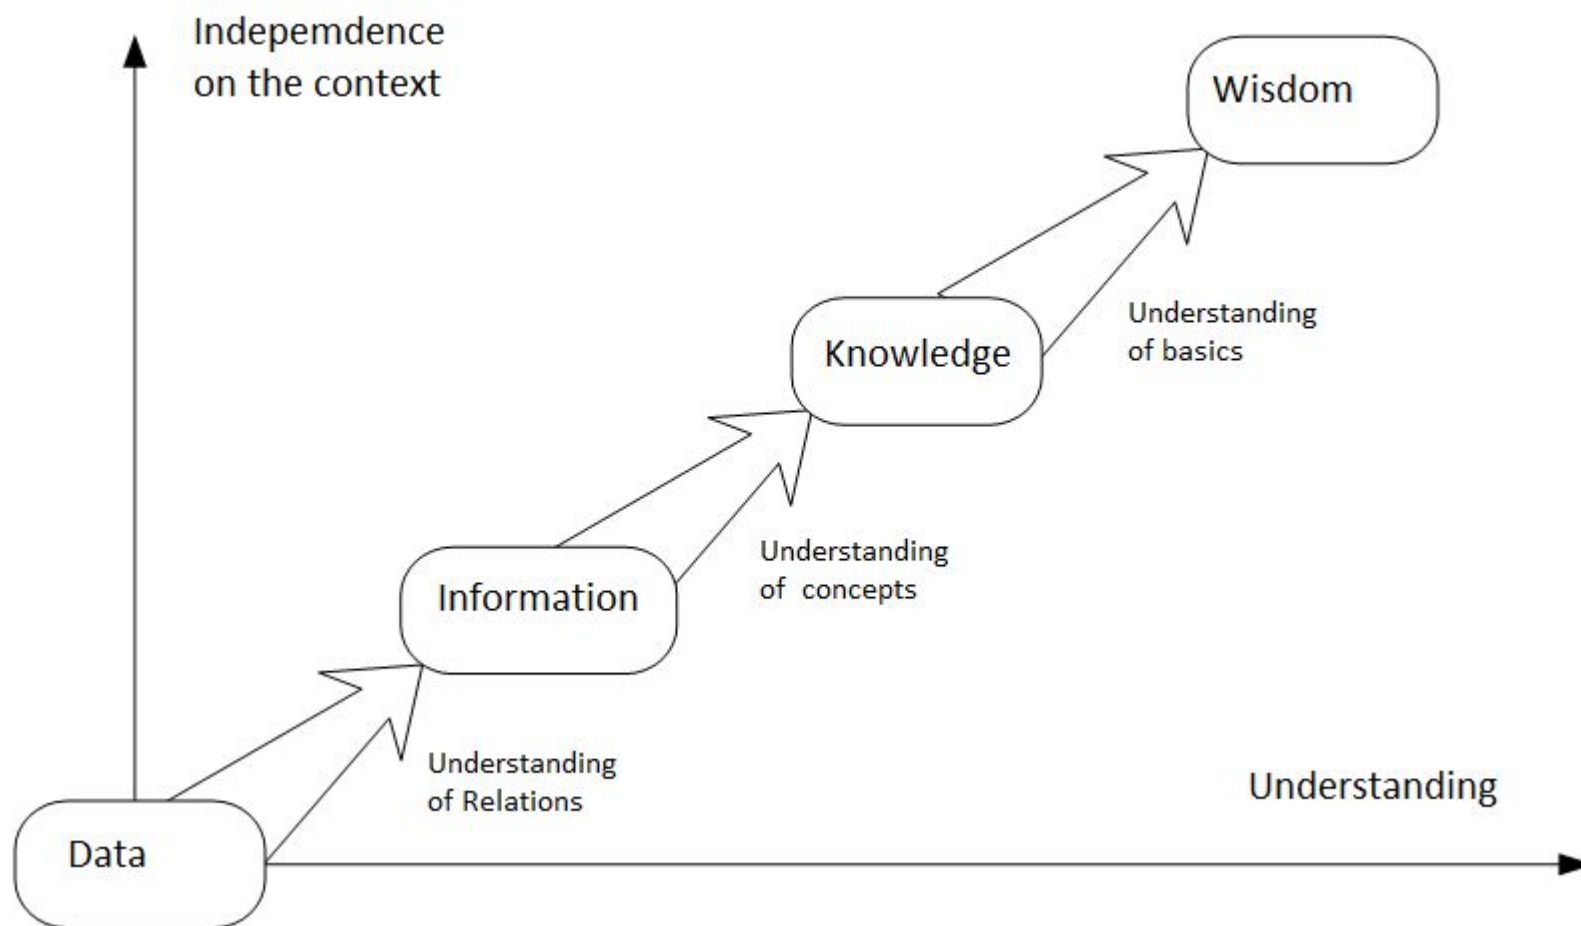 Indepemdence
on the context
Wisdom
Understanding
of basics
Knowledge
Understanding
of concepts
Information
Understanding
of Relations
Understanding
Data